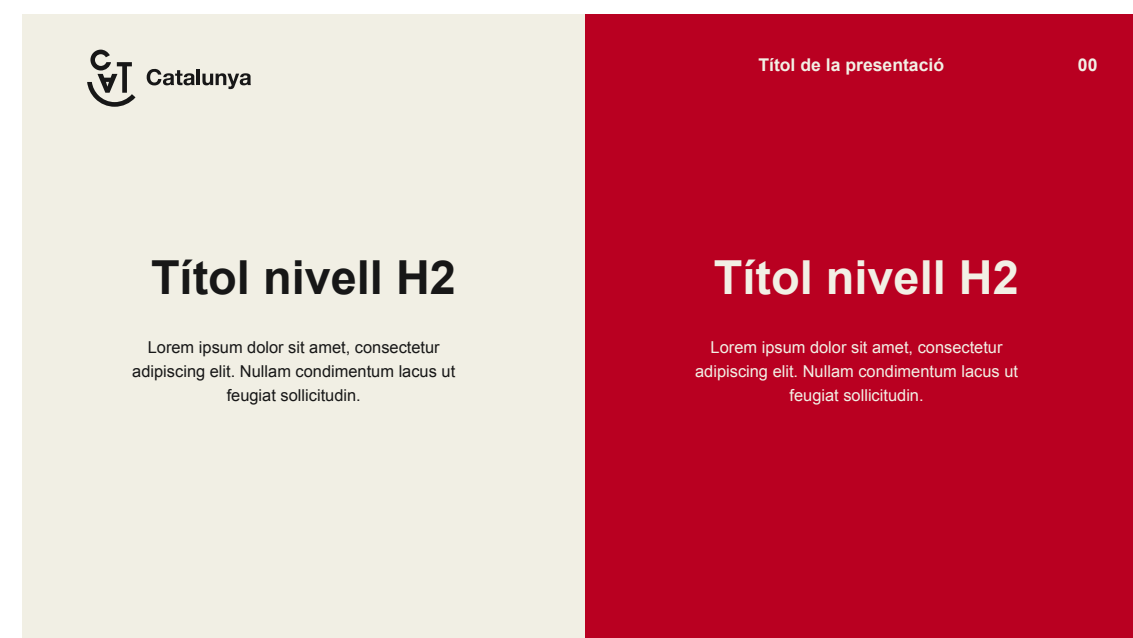 CAT
Catalunya
Títol de la presentació
00
Títol nivell H2
Lorem ipsum dolor sit amet, consectetur
adipiscing elit. Nullam condimentum lacus ut
feugiat sollicitudin.
Títol nivell H2
Lorem ipsum dolor sit amet, consectetur
adipiscing elit. Nullam condimentum lacus ut
feugiat sollicitudin.